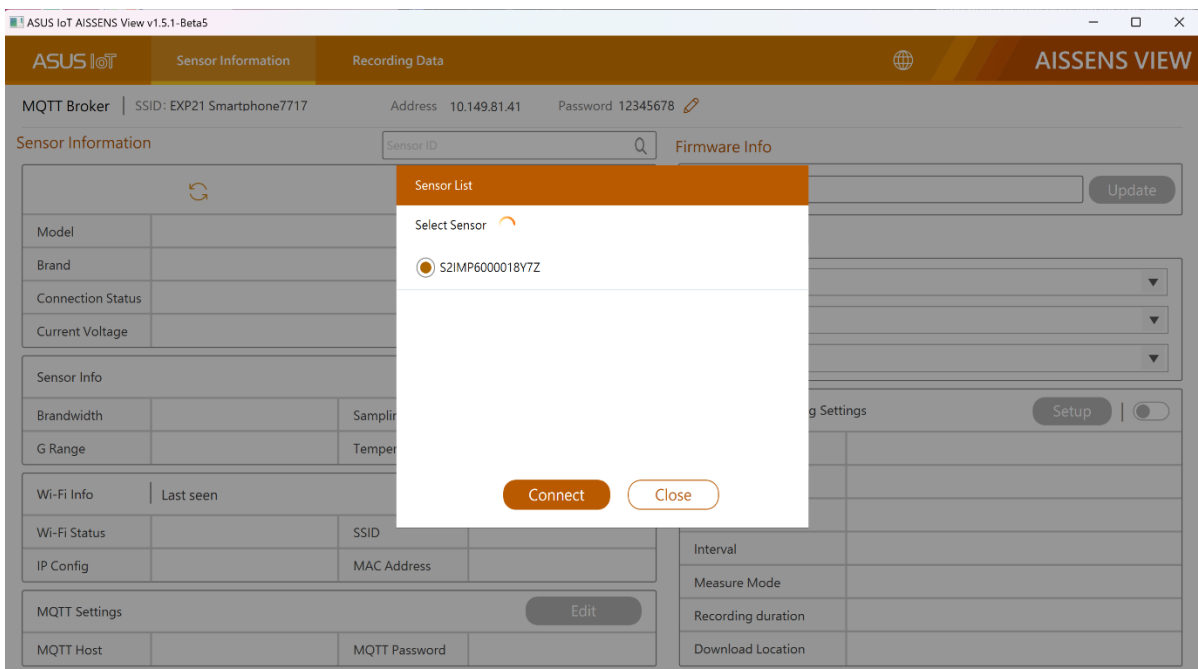 ASUS IoT AISSENS View v1.5.1-Beta5
ASUS IoT
Sensor Information
Recording Data
AISSENS VIEW
MQTT Broker | SSID: EXP21 Smartphone7717 Address 10.149.81.41 Password 12345678
Sensor Information
Sensor ID
Firmware Info
Update
Sensor List
Select Sensor
S2IMP6000018Y7Z
Connect Close
Model
Brand
Connection Status
Current Voltage
Sensor Info
Brandwidth Samplin
G Range Temper
Wi-Fi Info | Last seen
Wi-Fi Status SSID
IP Config MAC Address
MQTT Settings Edit
MQTT Host MQTT Password
g Settings Setup
Interval
Measure Mode
Recording duration
Download Location